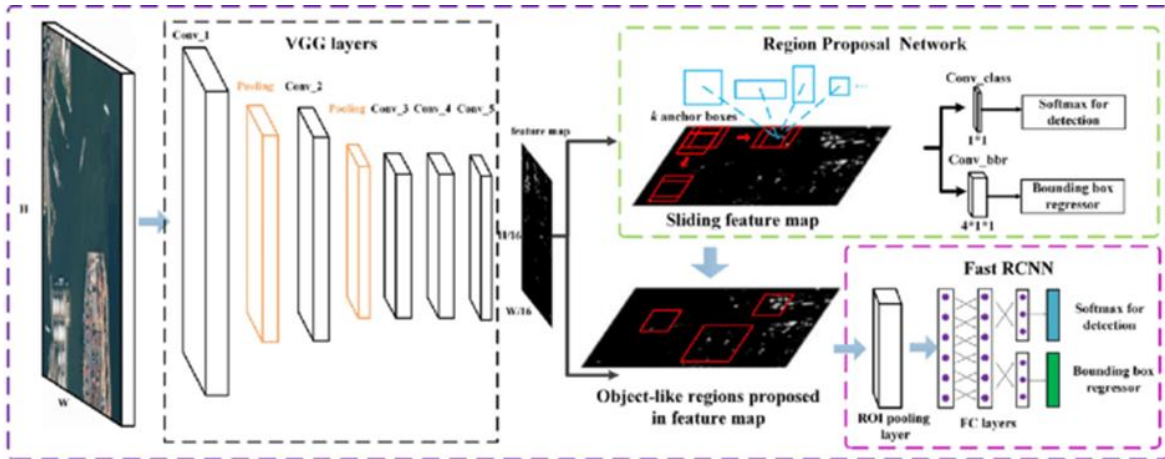 VGG layers
Conv_1
Pooling
Conv_2
Pooling
Conv_3
Conv_4
Conv_5
H
W
feature map
H/16
W/16
Region Proposal Network
k anchor boxes
Sliding feature map
Conv_class
1*1
Softmax for
detection
Conv_bbr
4*1*1
Bounding box
regressor
Object-like regions proposed
in feature map
Fast RCNN
ROI pooling
layer
FC layers
Softmax for
detection
Bounding box
regressor